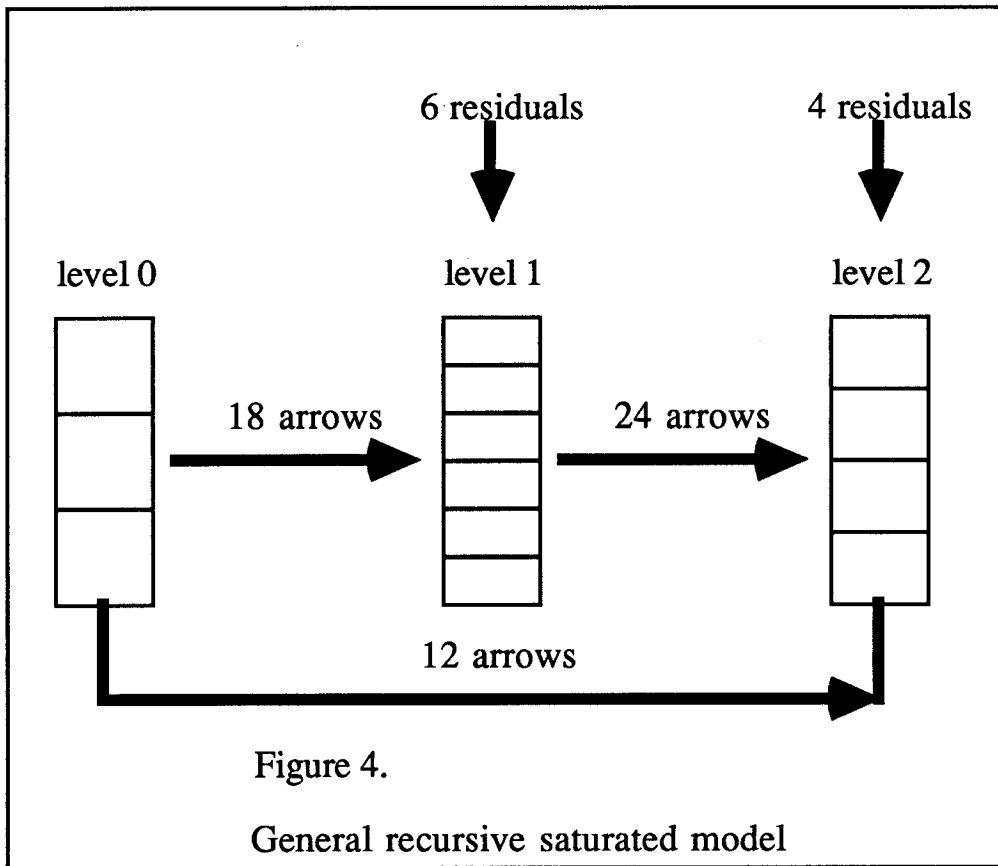 6 residuals
4 residuals
level 0
level 1
level 2
18 arrows
24 arrows
12 arrows
Figure 4.
General recursive saturated model